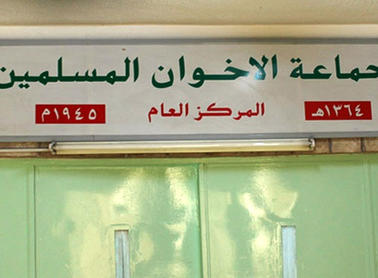 جماعة الاخوان المسلمين
١٣٦٤هـ المركز العام ١٩٤٥م